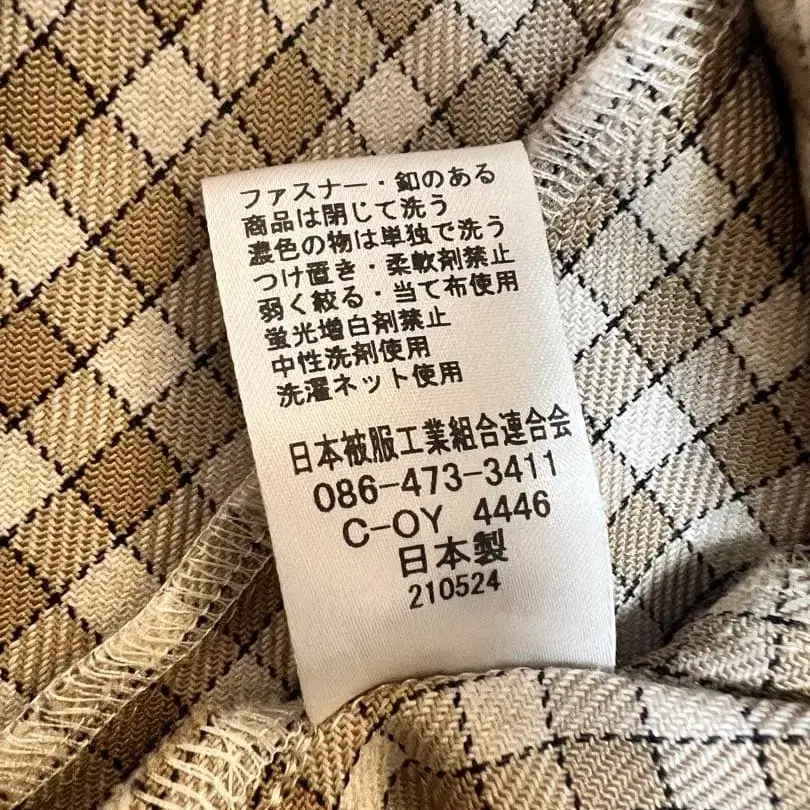 ファスナー・釦のある
商品は閉じて洗う
濃色の物は単独で洗う
つけ置き・柔軟剤禁止
弱く絞る・当て布使用
蛍光増白剤禁止
中性洗剤使用
洗濯ネット使用
日本被服工業組合連合会
086-473-3411
C-OY 4446
日本製
210524